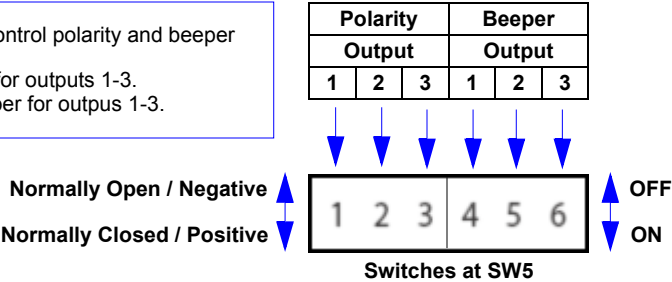 ontrol polarity and beeper
for outputs 1-3.
per for outpus 1-3.
Polarity Beeper
Output Output
1 2 3 1 2 3
Normally Open / Negative
OFF
1 2 3 4 5 6
Normally Closed / Positive
ON
Switches at SW5